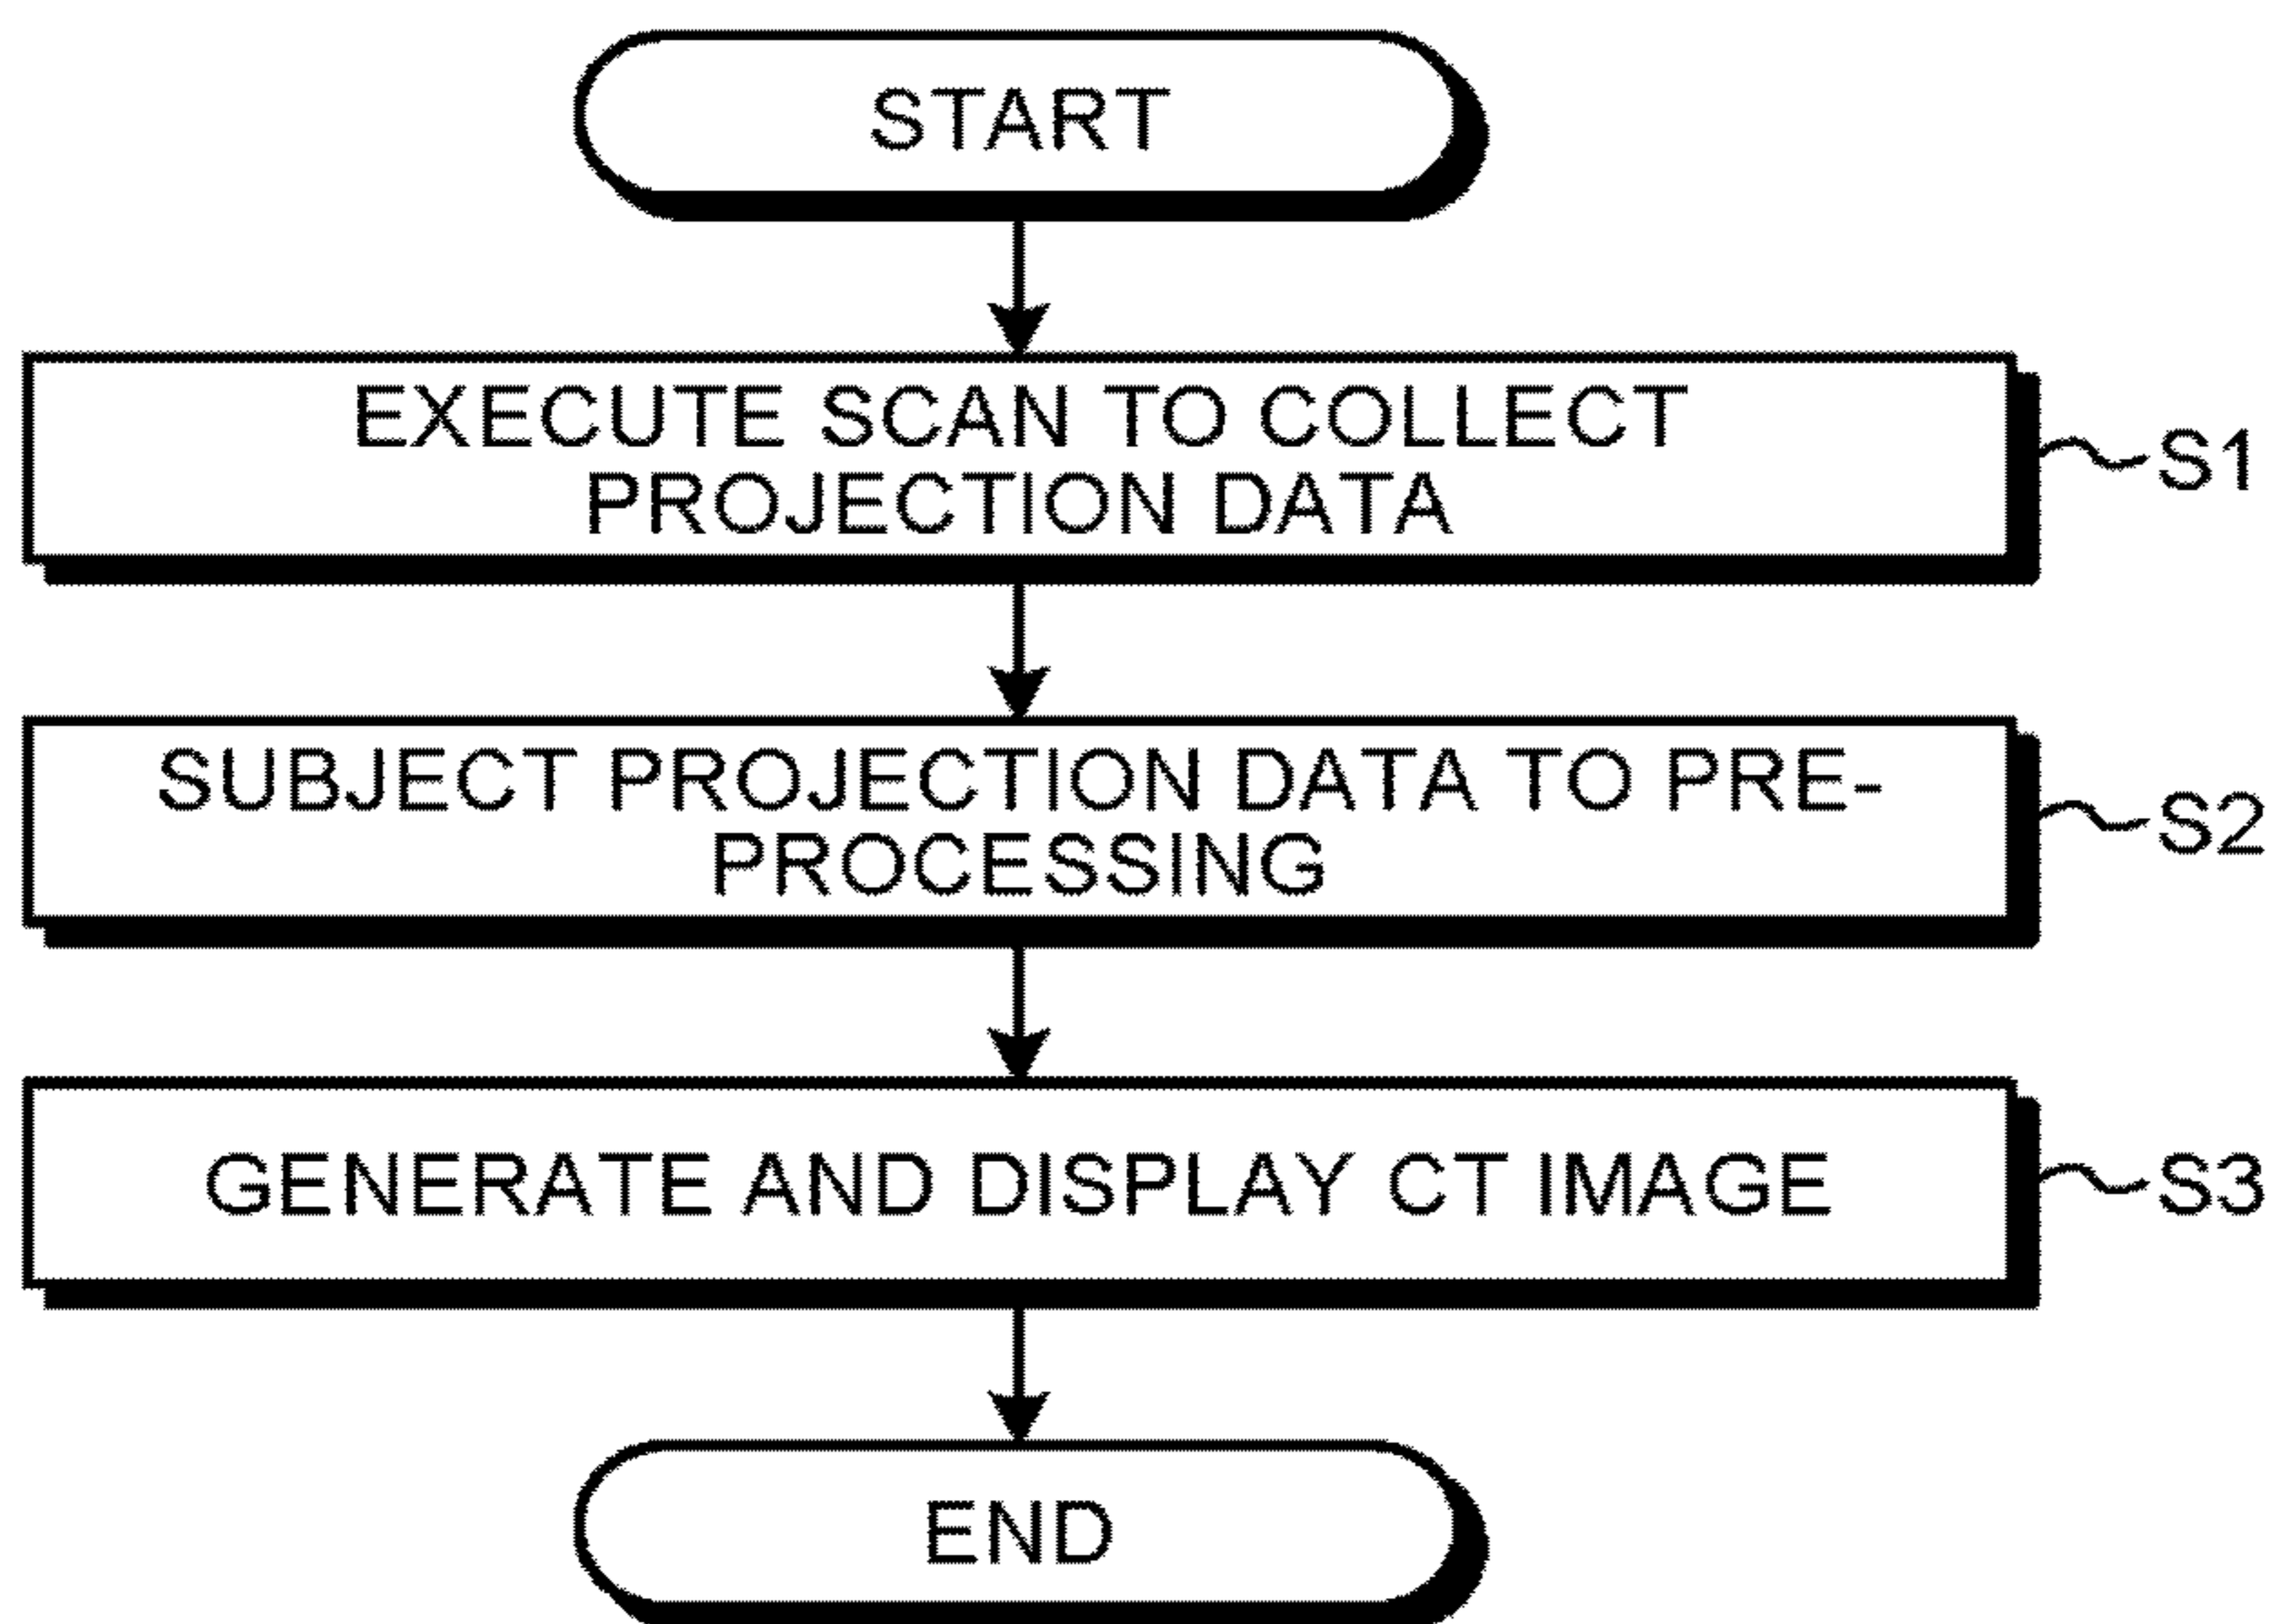 START
EXECUTE SCAN TO COLLECT
PROJECTION DATA
S1
SUBJECT PROJECTION DATA TO PRE-
PROCESSING
S2
GENERATE AND DISPLAY CT IMAGE
S3
END